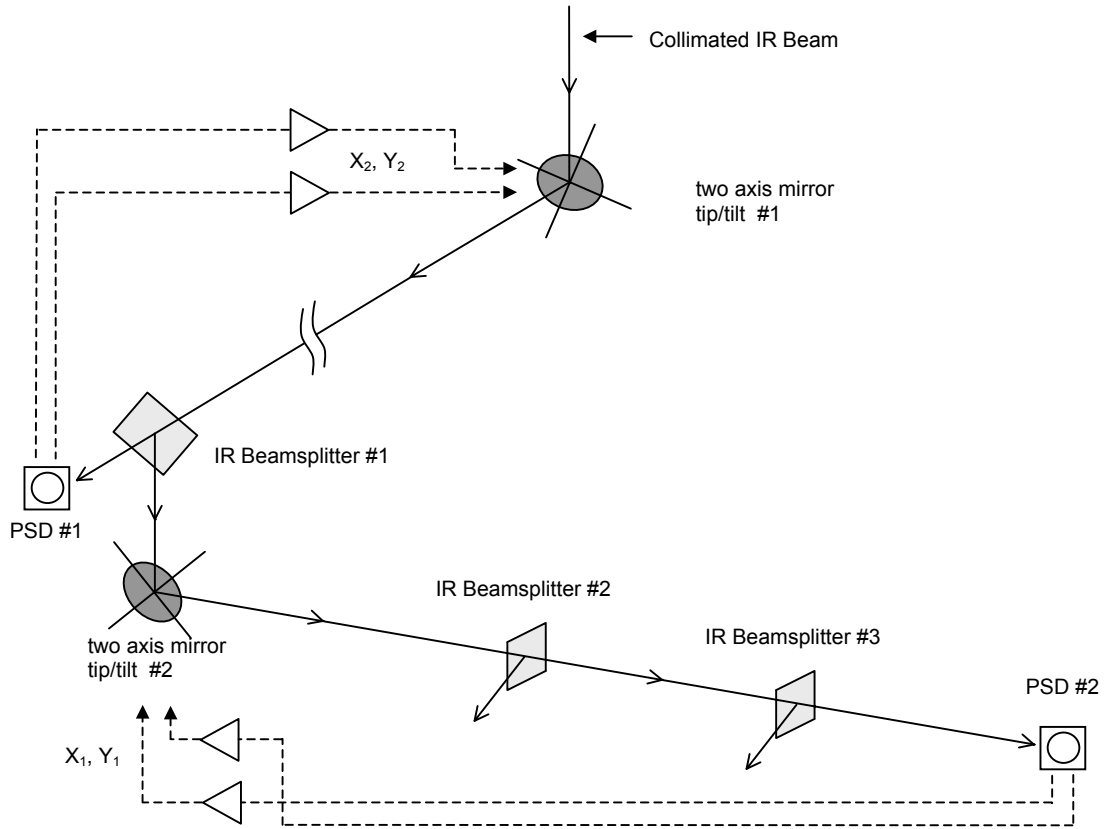 Collimated IR Beam
X₂, Y₂
two axis mirror
tip/tilt #1
IR Beamsplitter #1
PSD #1
IR Beamsplitter #2
IR Beamsplitter #3
two axis mirror
tip/tilt #2
PSD #2
X₁, Y₁